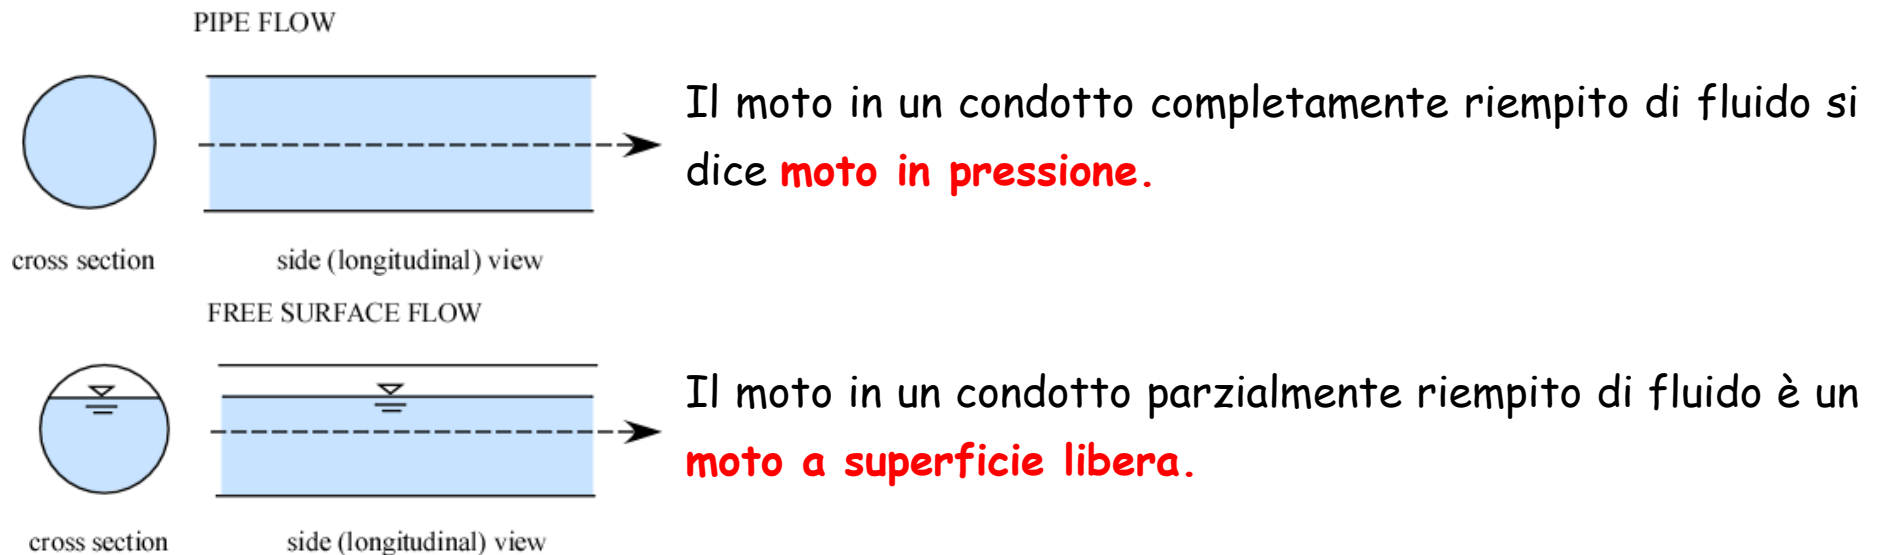 PIPE FLOW
Il moto in un condotto completamente riempito di fluido si
dice moto in pressione.
cross section
side (longitudinal) view
FREE SURFACE FLOW
Il moto in un condotto parzialmente riempito di fluido è un
moto a superficie libera.
cross section
side (longitudinal) view